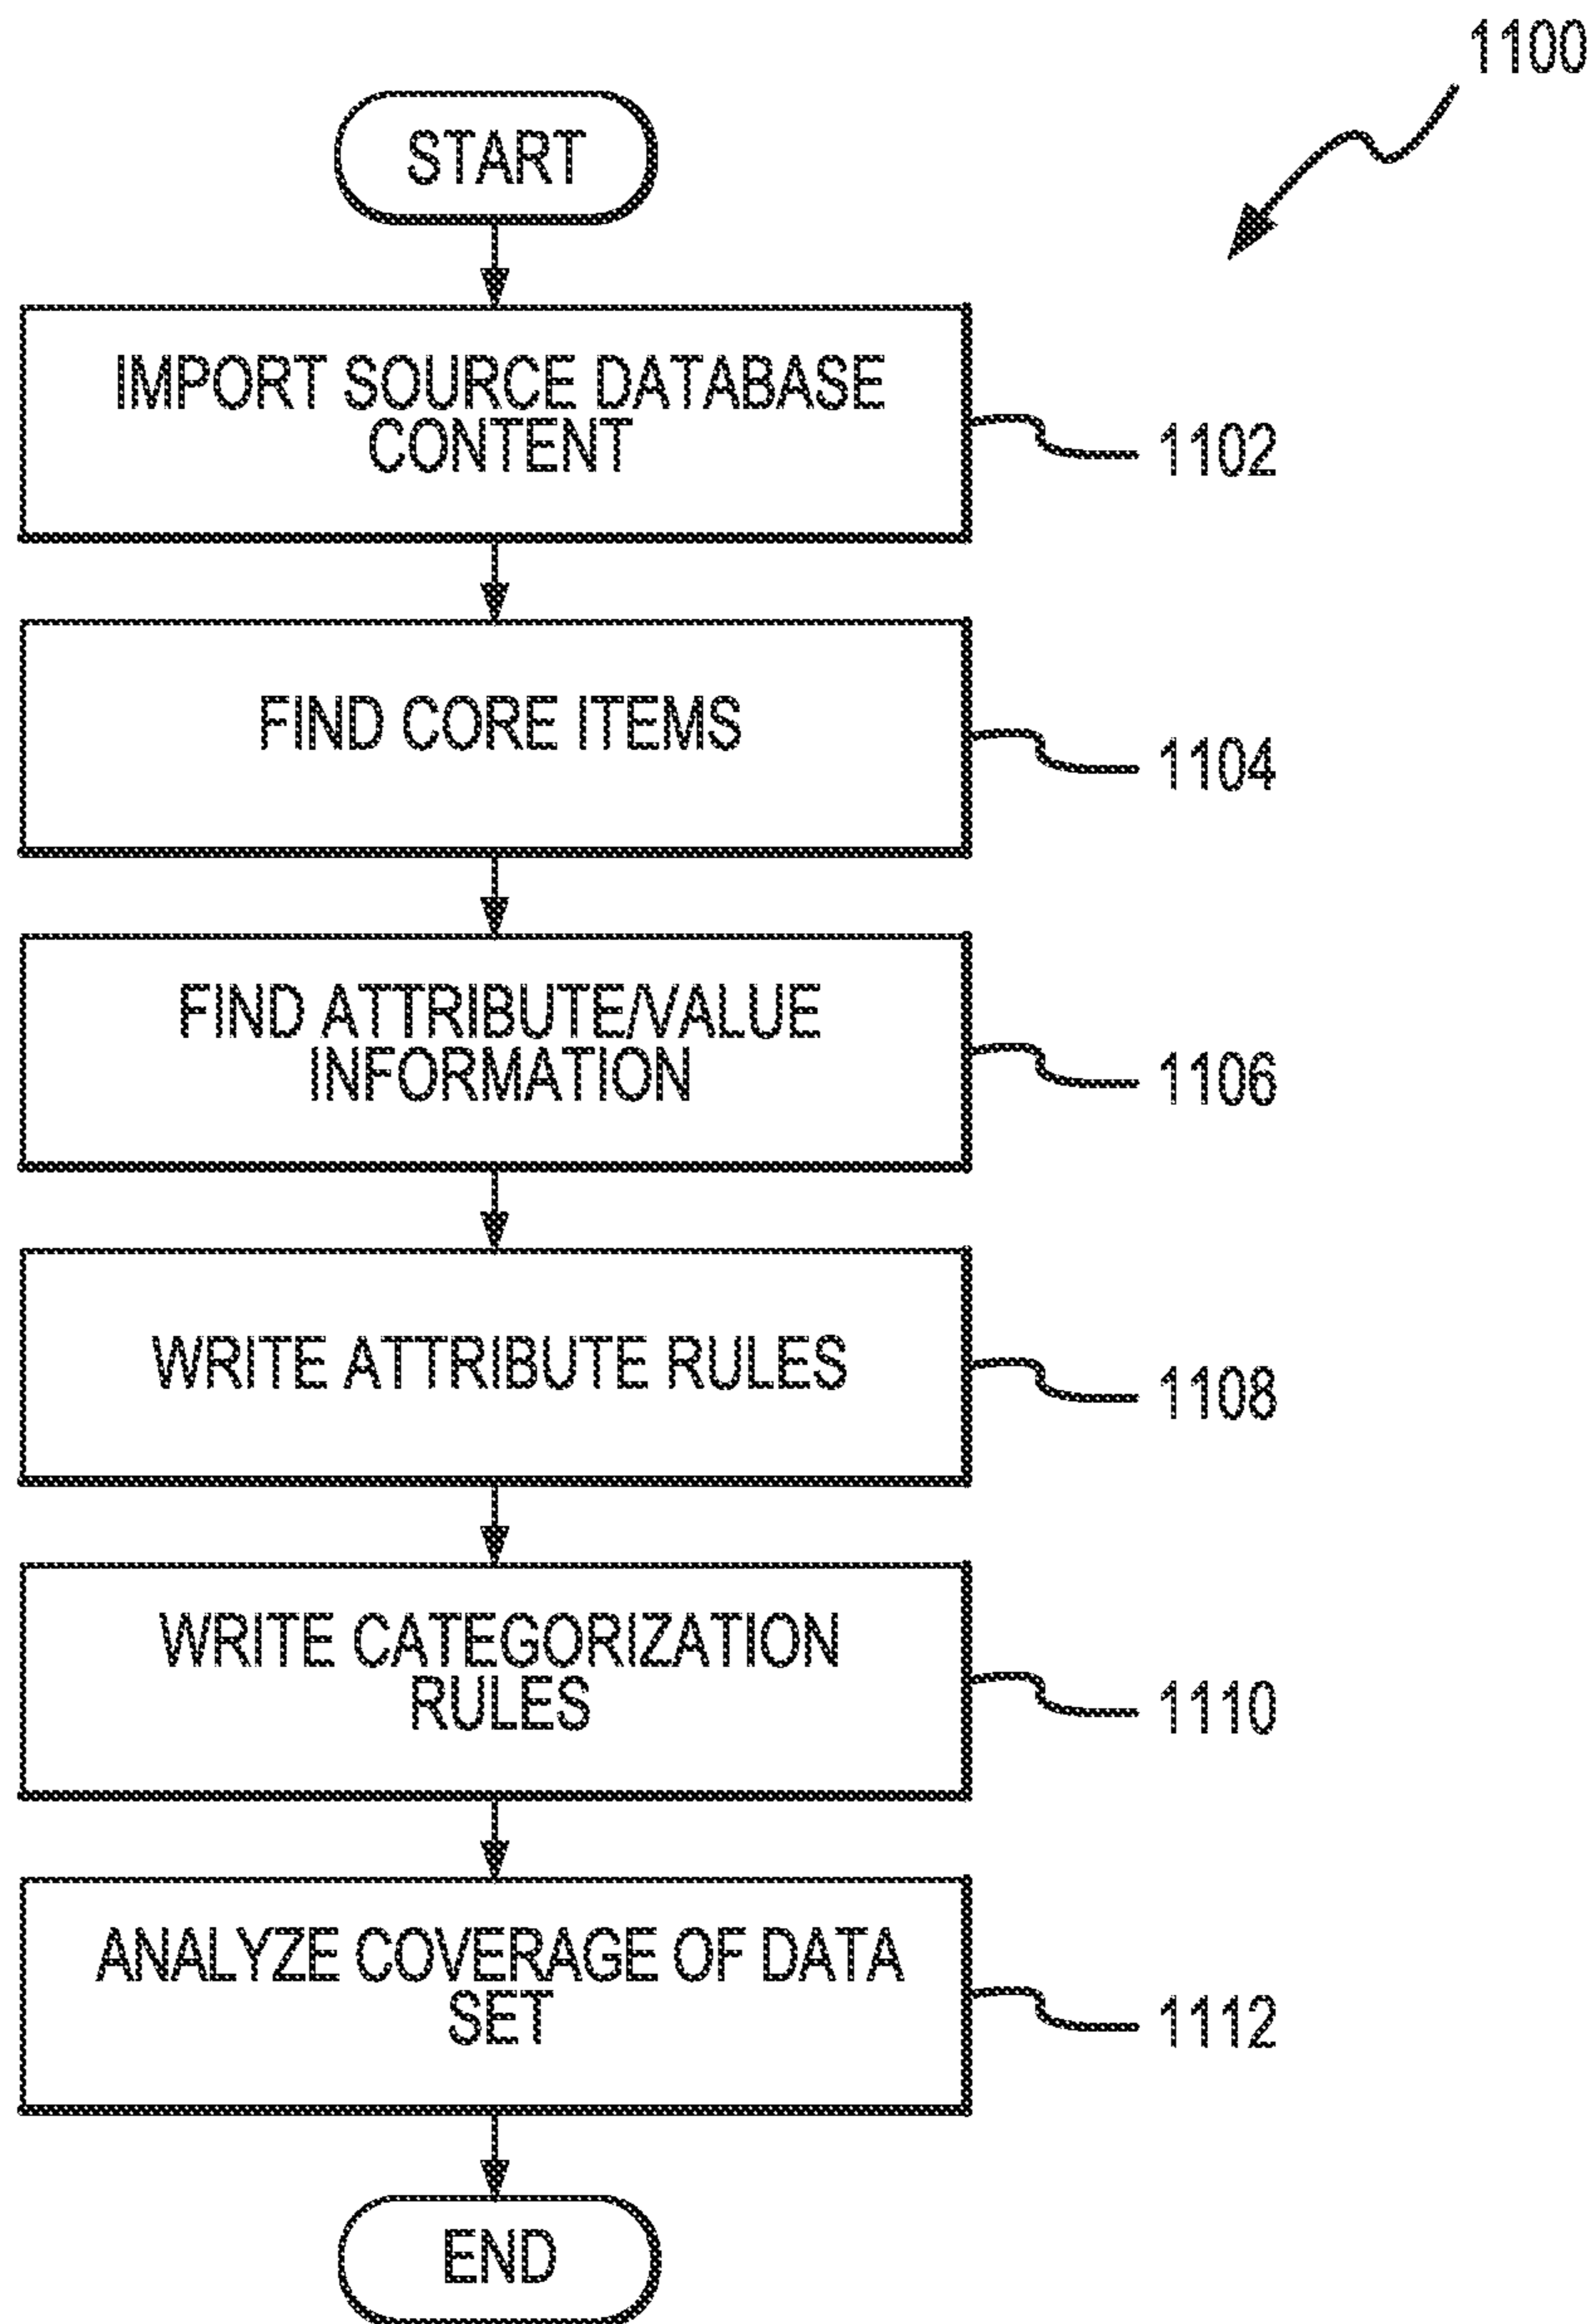 1100
START
IMPORT SOURCE DATABASE
CONTENT
1102
FIND CORE ITEMS
1104
FIND ATTRIBUTE/VALUE
INFORMATION
1106
WRITE ATTRIBUTE RULES
1108
WRITE CATEGORIZATION
RULES
1110
ANALYZE COVERAGE OF DATA
SET
1112
END